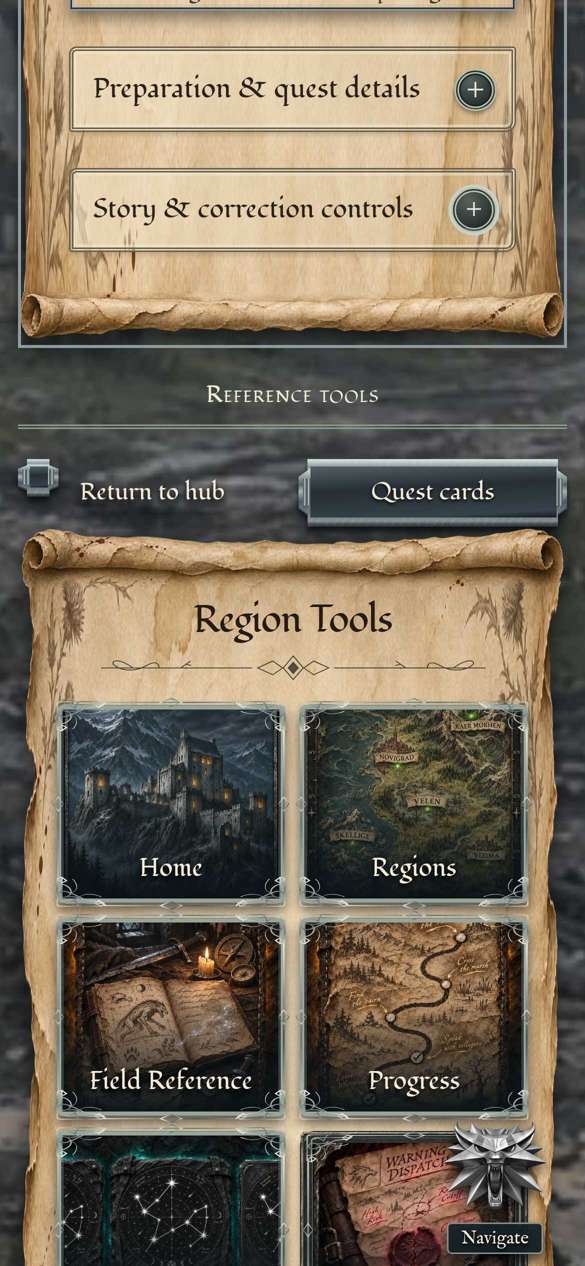 Preparation & quest details
Story & correction controls
Reference tools
Return to hub
Quest cards
Region Tools
KAER MORHEN
NOVIGRAD
VELEN
SKELLIGE
VIZIMA
Home
Regions
Field Reference
Progress
WARNING
DISPATCH
Navigate